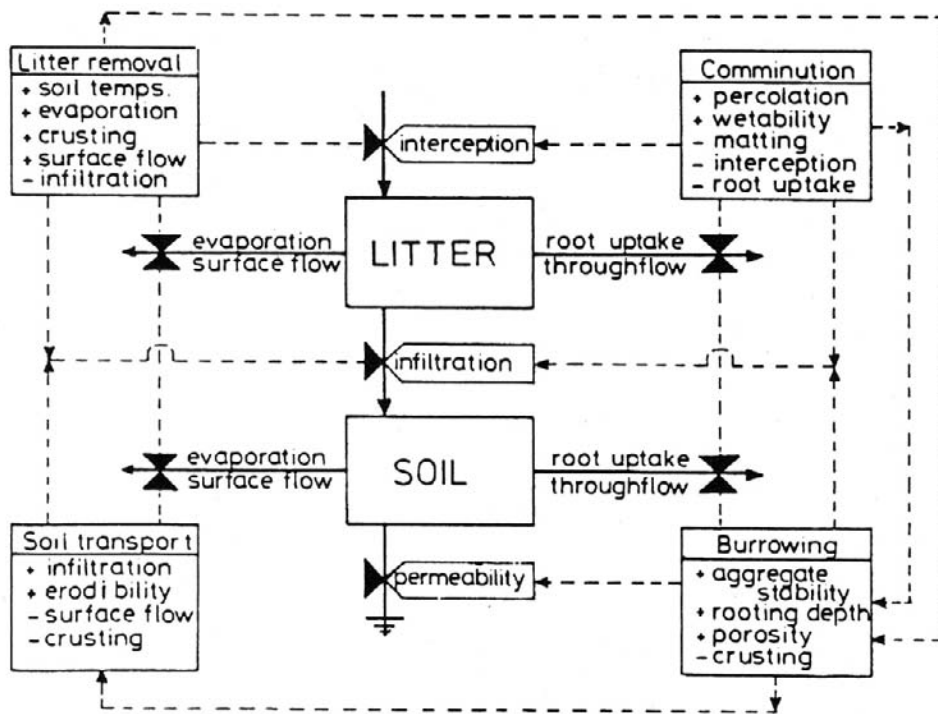 Litter removal
+ soil temps.
+ evaporation
+ crusting
+ surface flow
- infiltration
Comminution
+ percolation
+ wetability
- matting
- interception
- root uptake
interception
evaporation
surface flow
LITTER
root uptake
throughflow
infiltration
evaporation
surface flow
SOIL
root uptake
throughflow
Soil transport
+ infiltration
+ erodibility
- surface flow
- crusting
permeability
Burrowing
+ aggregate
stability
+ rooting depth
+ porosity
- crusting